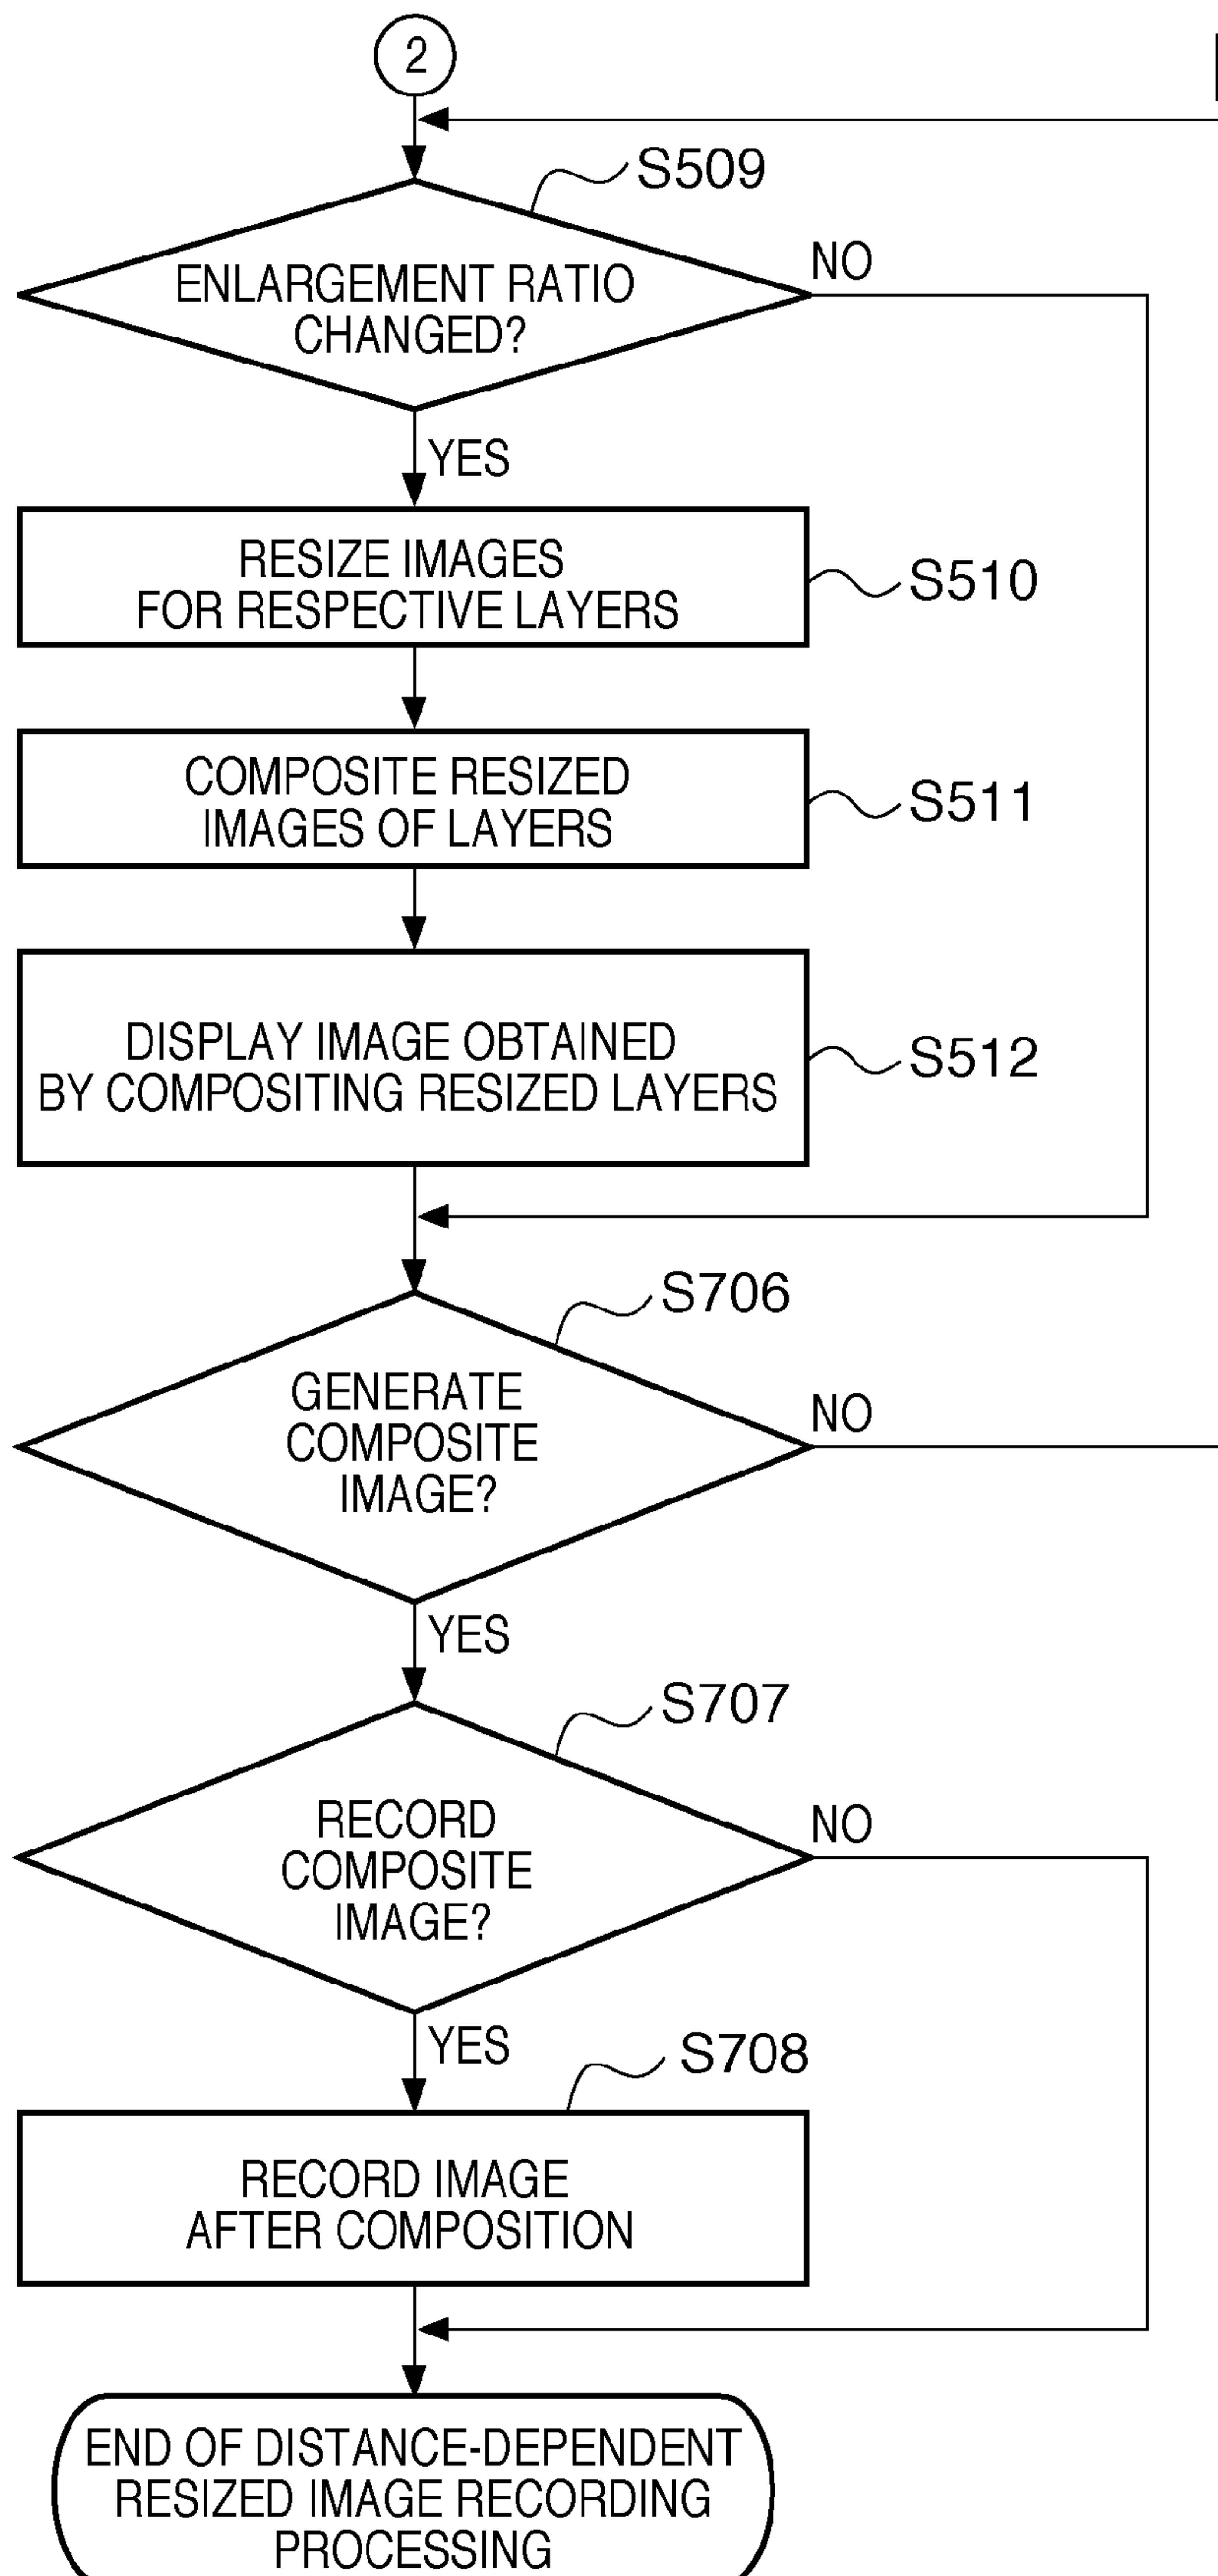 2
S509
ENLARGEMENT RATIO
CHANGED?
NO
YES
RESIZE IMAGES
FOR RESPECTIVE LAYERS
S510
COMPOSITE RESIZED
IMAGES OF LAYERS
S511
DISPLAY IMAGE OBTAINED
BY COMPOSITING RESIZED LAYERS
S512
S706
GENERATE
COMPOSITE
IMAGE?
NO
YES
S707
RECORD
COMPOSITE
IMAGE?
NO
YES
S708
RECORD IMAGE
AFTER COMPOSITION
END OF DISTANCE-DEPENDENT
RESIZED IMAGE RECORDING
PROCESSING